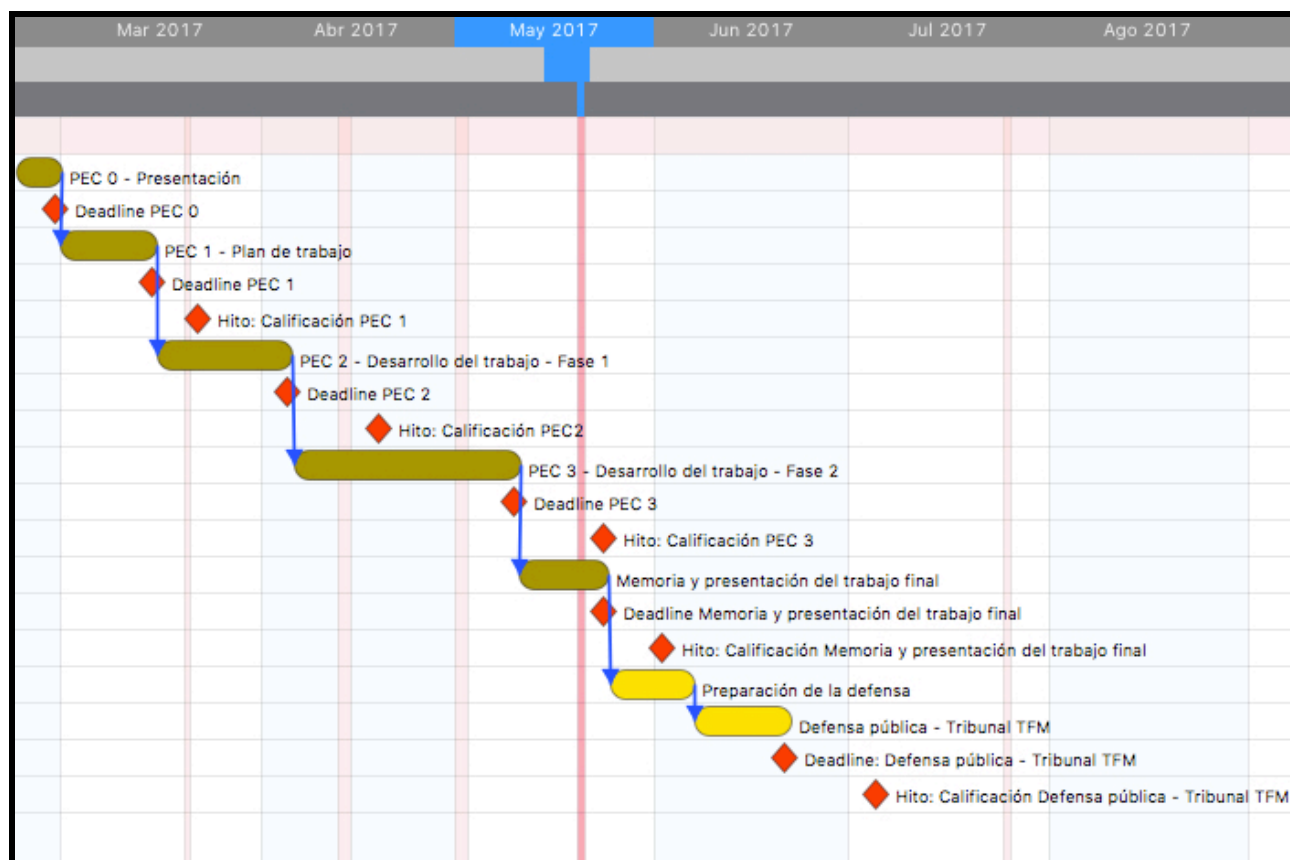 Mar 2017 Abr 2017 May 2017 Jun 2017 Jul 2017 Ago 2017
PEC 0 - Presentación
Deadline PEC 0
PEC 1 - Plan de trabajo
Deadline PEC 1
Hito: Calificación PEC 1
PEC 2 - Desarrollo del trabajo - Fase 1
Deadline PEC 2
Hito: Calificación PEC2
PEC 3 - Desarrollo del trabajo - Fase 2
Deadline PEC 3
Hito: Calificación PEC 3
Memoria y presentación del trabajo final
Deadline Memoria y presentación del trabajo final
Hito: Calificación Memoria y presentación del trabajo final
Preparación de la defensa
Defensa pública - Tribunal TFM
Deadline: Defensa pública - Tribunal TFM
Hito: Calificación Defensa pública - Tribunal TFM